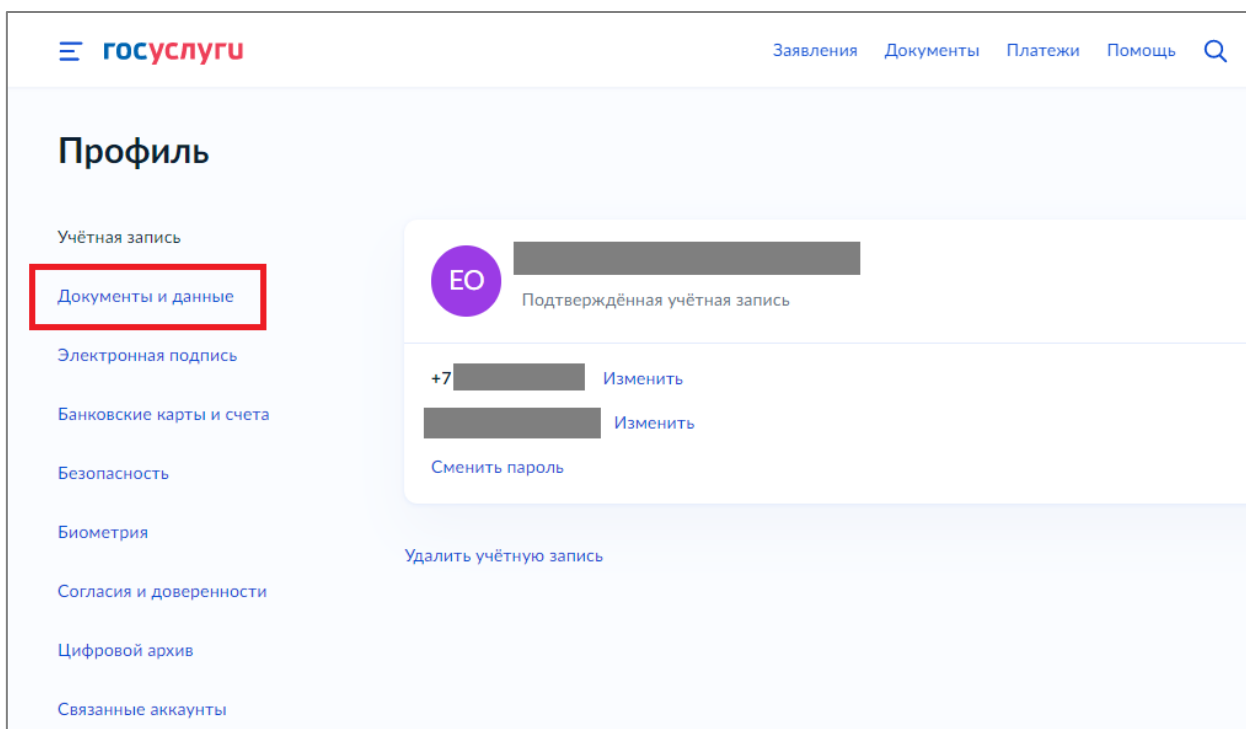 госуслуги
Заявления Документы Платежи Помощь
Профиль
Учётная запись
Документы и данные
Электронная подпись
Банковские карты и счета
Безопасность
Биометрия
Согласия и доверенности
Цифровой архив
Связанные аккаунты
ЕО
Подтверждённая учётная запись
+7 Изменить
Изменить
Сменить пароль
Удалить учётную запись